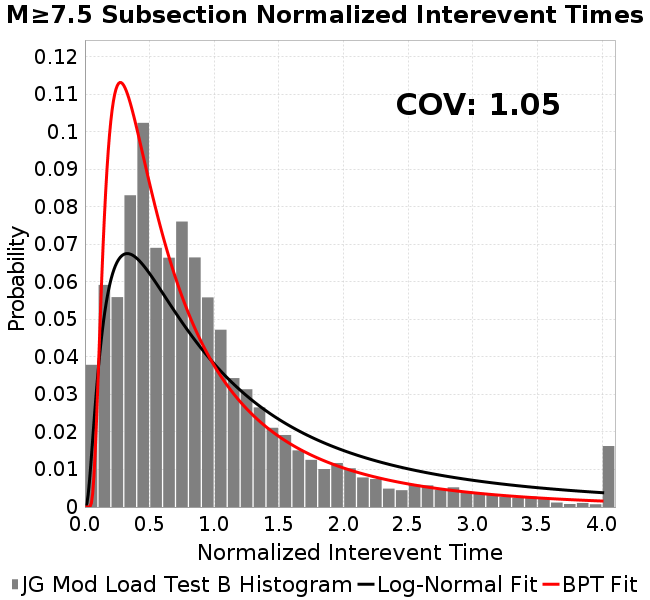 M≥7.5 Subsection Normalized Interevent Times
COV: 1.05
Probability
0.12
0.11
0.1
0.09
0.08
0.07
0.06
0.05
0.04
0.03
0.02
0.01
0
0.0 0.5 1.0 1.5 2.0 2.5 3.0 3.5 4.0
Normalized Interevent Time
JG Mod Load Test B Histogram Log-Normal Fit BPT Fit